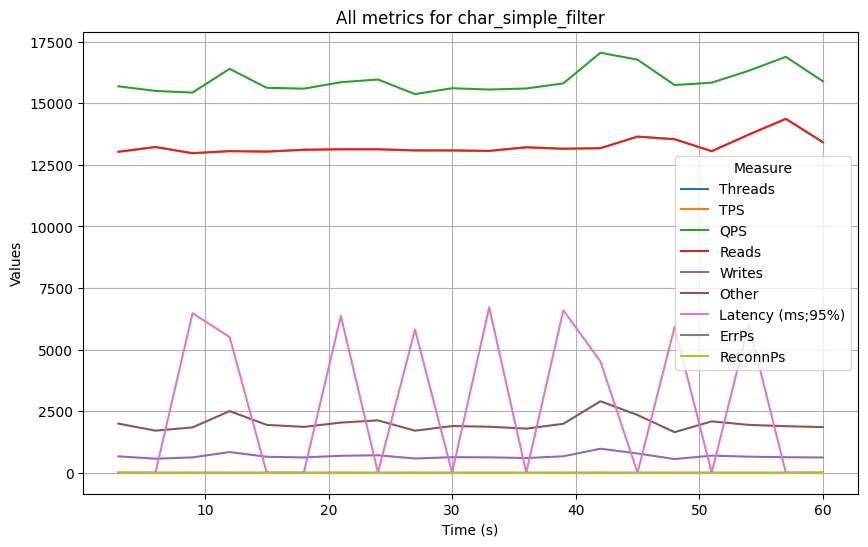 All metrics for char_simple_filter
17500
15000
12500
10000
7500
5000
2500
0
Values
Measure
Threads
TPS
QPS
Reads
Writes
Other
Latency (ms;95%)
ErrPs
ReconnPs
10 20 30 40 50 60
Time (s)